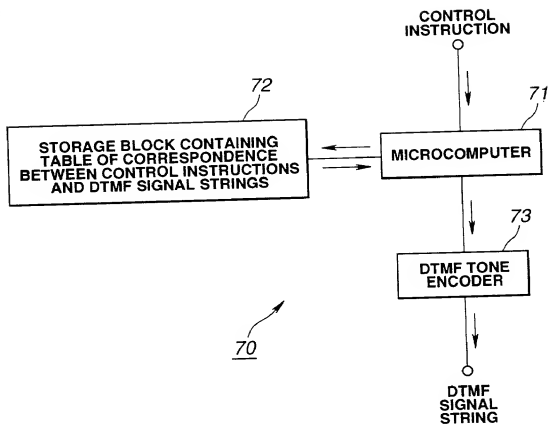 CONTROL
INSTRUCTION
72
71
STORAGE BLOCK CONTAINING
TABLE OF CORRESPONDENCE
BETWEEN CONTROL INSTRUCTIONS
AND DTMF SIGNAL STRINGS
MICROCOMPUTER
73
DTMF TONE
ENCODER
70
DTMF
SIGNAL
STRING